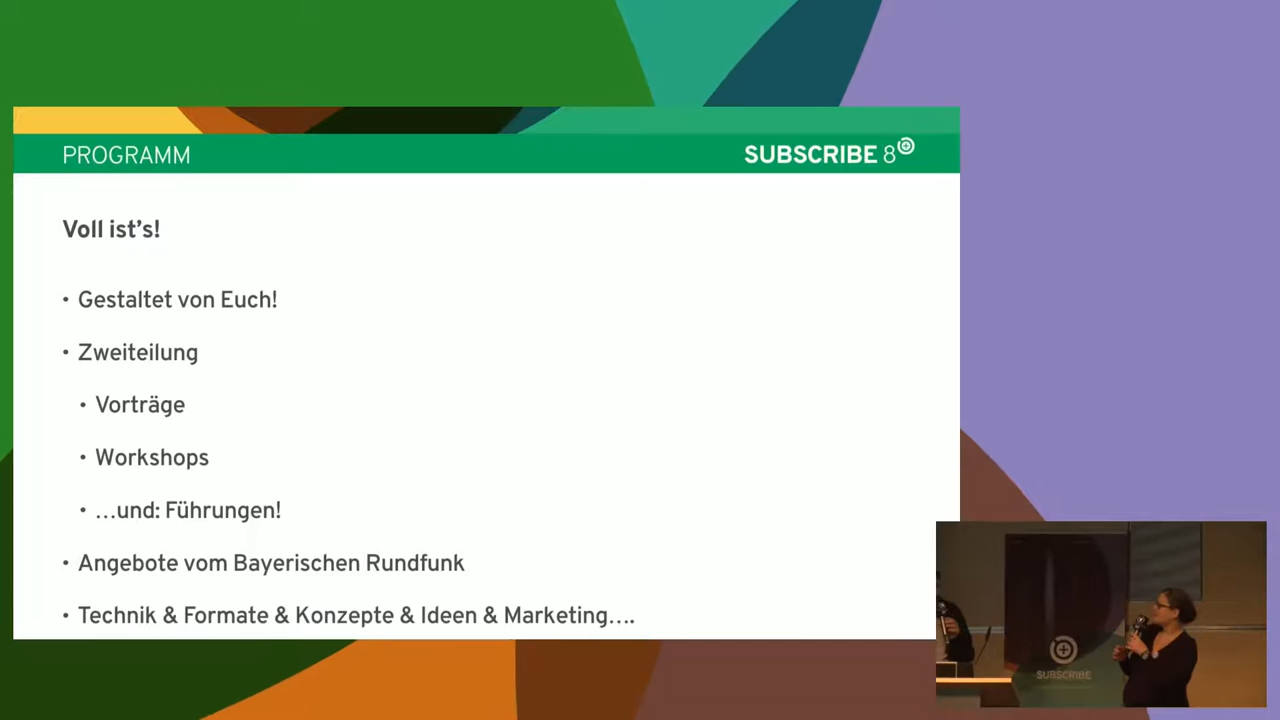 PROGRAMM
SUBSCRIBE 8
Voll ist’s!
• Gestaltet von Euch!
• Zweiteilung
• Vorträge
• Workshops
• …und: Führungen!
• Angebote vom Bayerischen Rundfunk
• Technik & Formate & Konzepte & Ideen & Marketing….
SUBSCRIBE